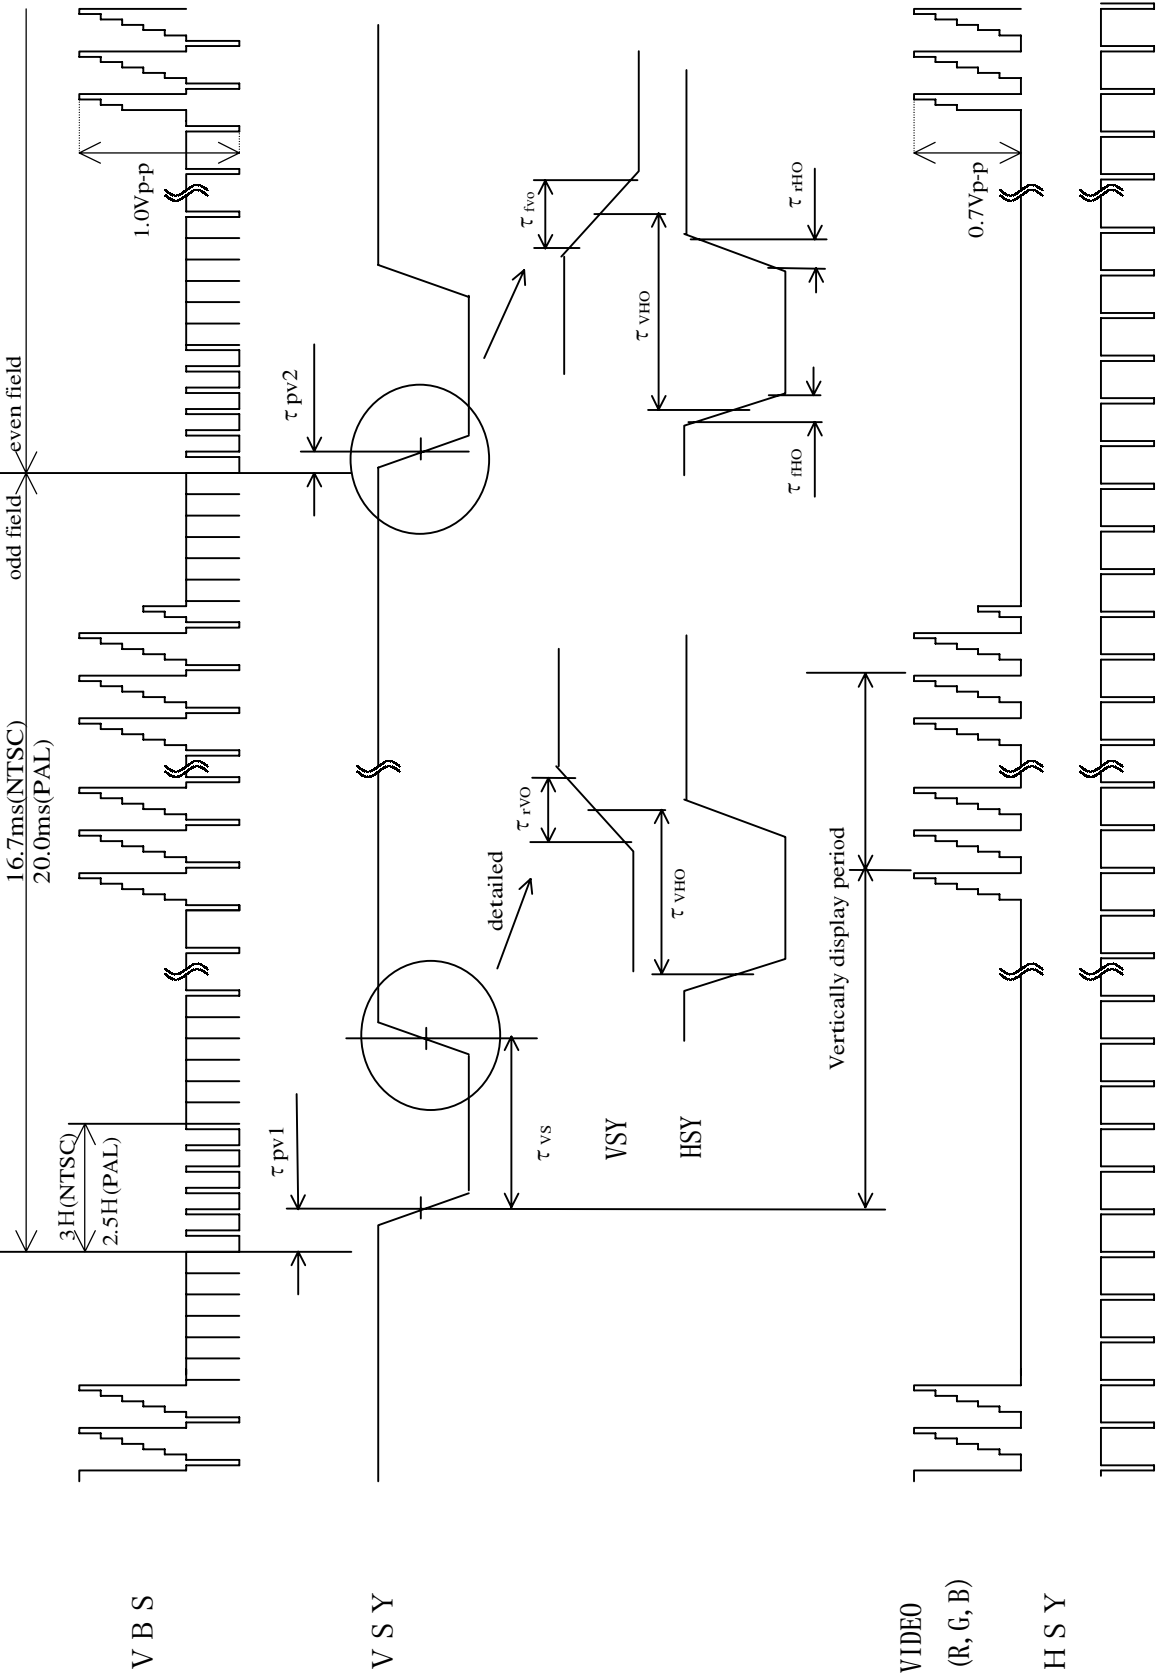 16.7ms(NTSC)
20.0ms(PAL)
odd field
even field
3H(NTSC)
2.5H(PAL)
1.0Vp-p
V B S
τ pv1
τ pv2
V S Y
τ VS
detailed
τ rVO
τ fvo
VSY
τ VHO
τ VHO
HSY
τ fHO
τ rHO
Vertically display period
VIDEO
(R, G, B)
0.7Vp-p
H S Y